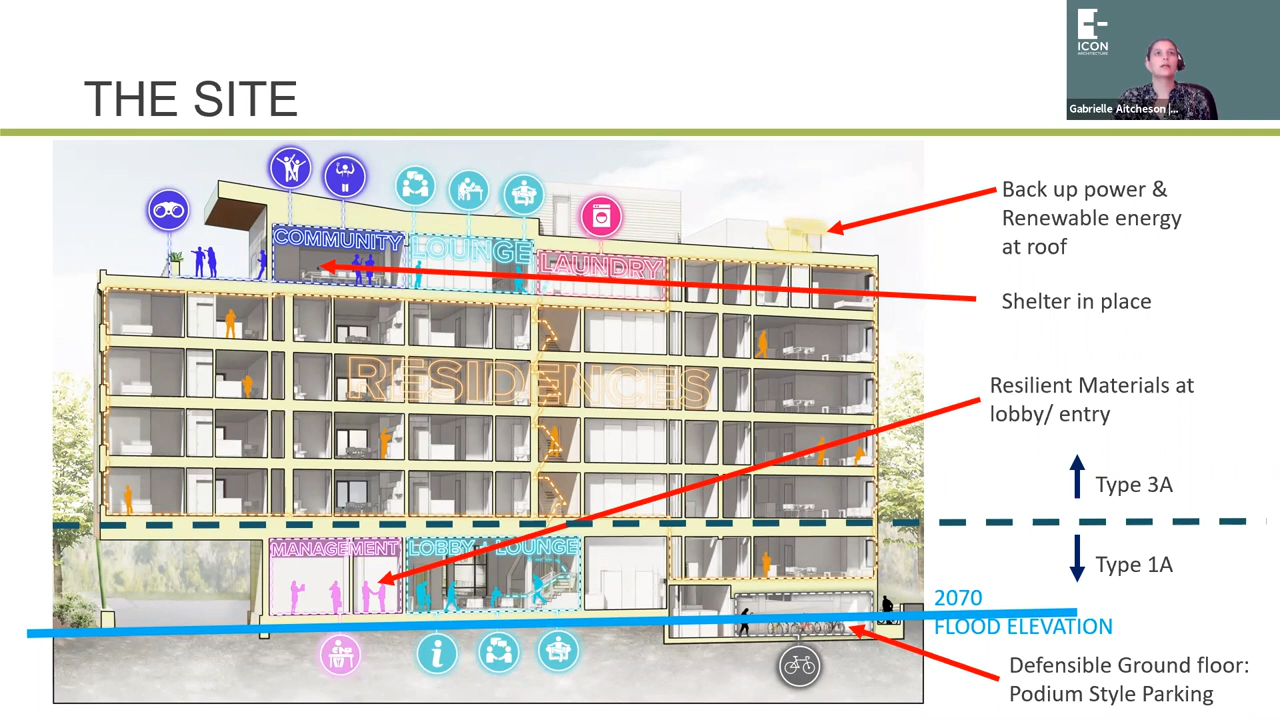 E-
ICON
ARCHITECTURE
Gabrielle Aitcheson |...
THE SITE
COMMUNITY
LOUNGE
LAUNDRY
RESIDENCES
MANAGEMENT
LOBBY + LOUNGE
i
Back up power &
Renewable energy
at roof
Shelter in place
Resilient Materials at
lobby/ entry
Type 3A
Type 1A
2070
FLOOD ELEVATION
Defensible Ground floor:
Podium Style Parking